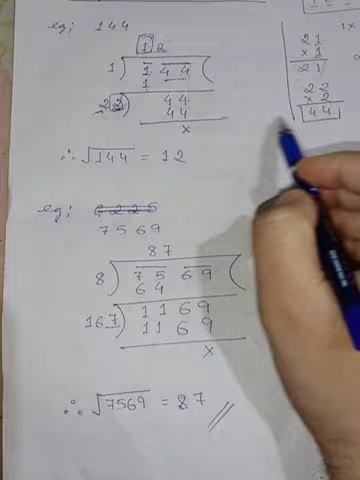 eg; 144
12
1 ) 1 44 (
1
22 ) 44
44
x
∴ √144 = 12
21
x 1
21
22
x 2
44
eg;
7569
87
8 ) 75 69 (
64
167 ) 1169
1169
x
∴ √7569 = 87